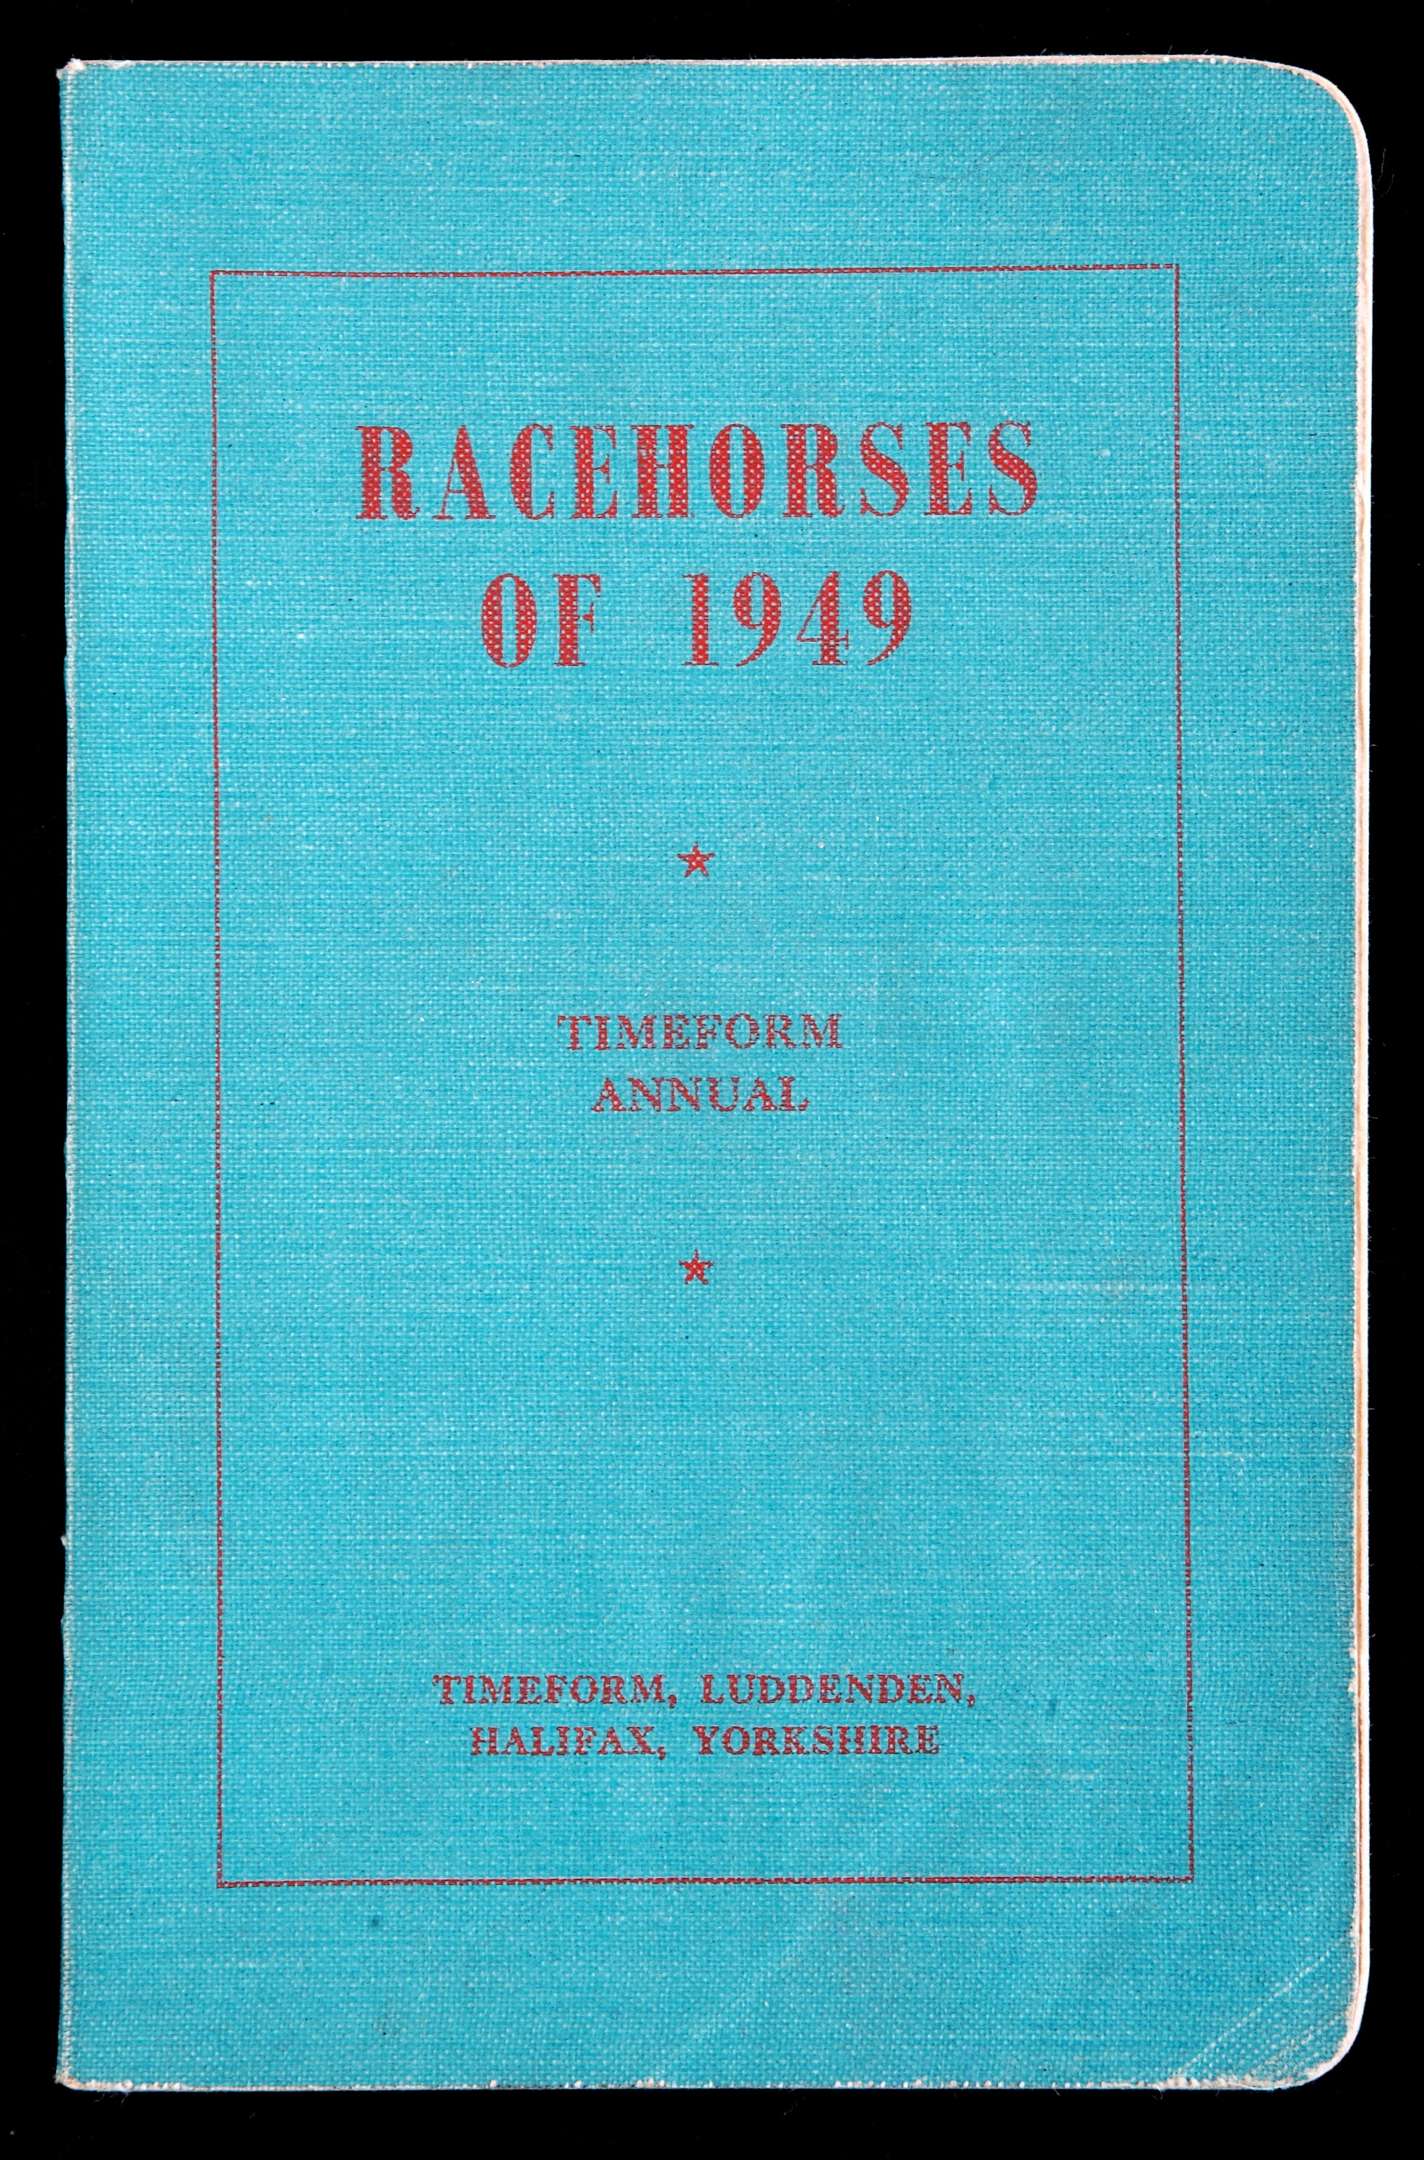 RACEHORSES
OF 1949
TIMEFORM
ANNUAL
TIMEFORM, LUDDENDEN,
HALIFAX, YORKSHIRE